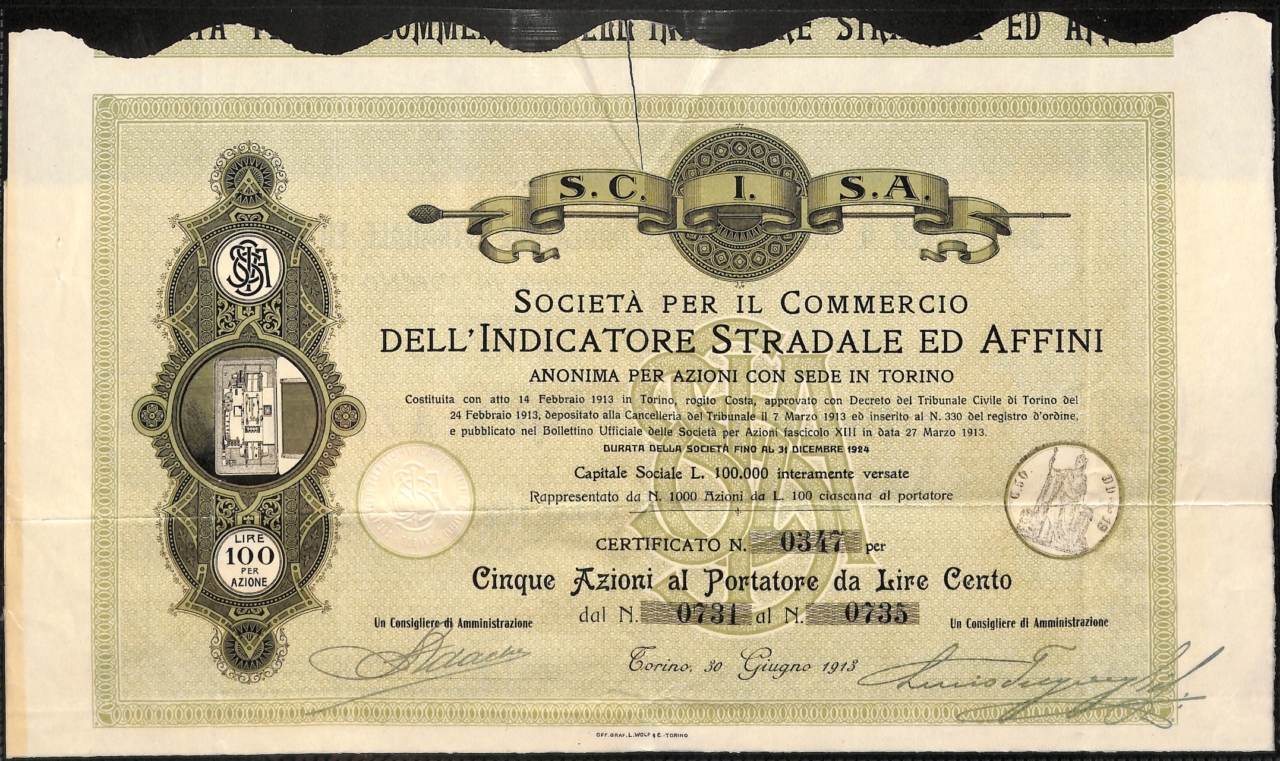 COMMER
STR
ED
S.C. I. S.A.
SOCIETÀ PER IL COMMERCIO
DELL'INDICATORE STRADALE ED AFFINI
ANONIMA PER AZIONI CON SEDE IN TORINO
Costituita con atto 14 Febbraio 1913 in Torino, rogito Costa, approvato con Decreto del Tribunale Civile di Torino del
24 Febbraio 1913, depositato alla Cancelleria del Tribunale il 7 Marzo 1913 ed inserito al N. 330 del registro d'ordine,
e pubblicato nel Bollettino Ufficiale delle Società per Azioni fascicolo XIII in data 27 Marzo 1913.
DURATA DELLA SOCIETÀ FINO AL 31 DICEMBRE 1924
Capitale Sociale L. 100.000 interamente versate
Rappresentato da N. 1000 Azioni da L. 100 ciascuna al portatore
CERTIFICATO N. 0347 per
Cinque Azioni al Portatore da Lire Cento
dal N. 0731 al N. 0735
LIRE
100
PER
AZIONE
C. 50
Un Consigliere di Amministrazione
Un Consigliere di Amministrazione
Torino, 30 Giugno 1913
OFF. GRAF. L. WOLF & C. - TORINO